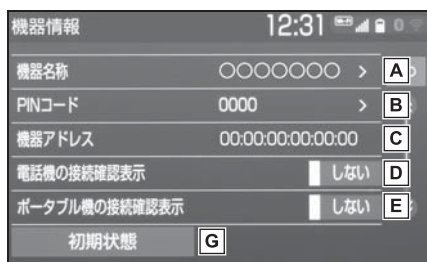 機器情報 12:31 Wi-Fi 0
機器名称 ○○○○○○○ > A
PINコード 0000 > B
機器アドレス 00:00:00:00:00:00 C
電話機の接続確認表示 しない D
ポータブル機の接続確認表示 しない E
初期状態 G